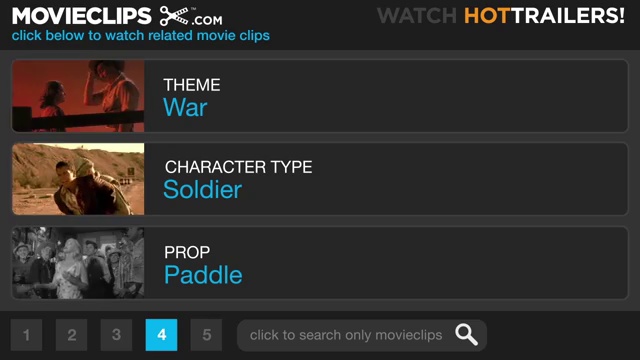 MOVIECLIPS .COM™
WATCH HOTTRAILERS!
click below to watch related movie clips
THEME
War
CHARACTER TYPE
Soldier
PROP
Paddle
1 2 3 4 5
click to search only movieclips